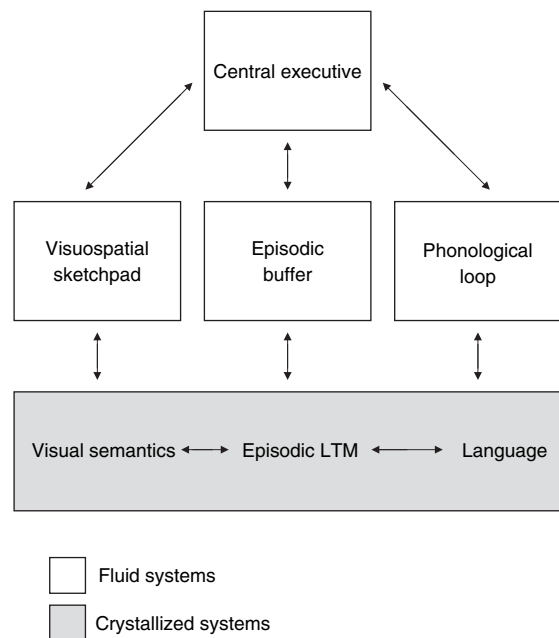 Central executive
Visuospatial
sketchpad
Episodic
buffer
Phonological
loop
Visual semantics
Episodic LTM
Language
Fluid systems
Crystallized systems